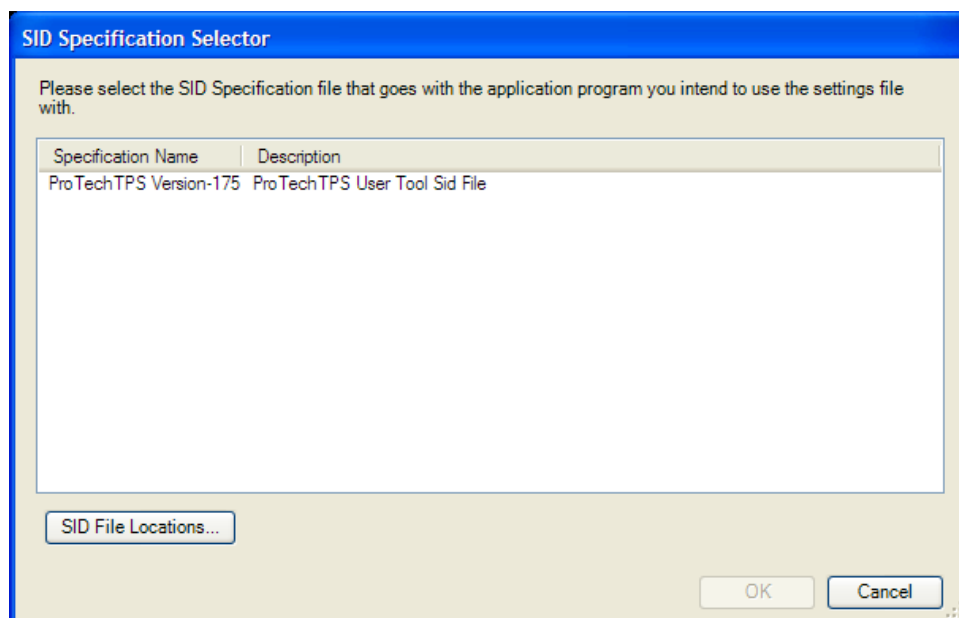 SID Specification Selector
Please select the SID Specification file that goes with the application program you intend to use the settings file
with.
Specification Name Description
ProTechTPS Version-175 ProTechTPS User Tool Sid File
SID File Locations...
OK Cancel